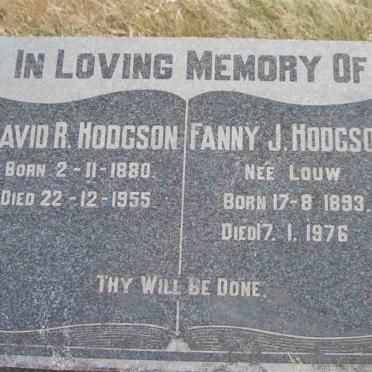 IN LOVING MEMORY OF
AVID R. HODGSON
BORN 2-11-1880
DIED 22-12-1955
FANNY J. HODGSO
NEE LOUW
BORN 17-8 1893.
DIED 17. 1. 1976
THY WILL BE DONE.